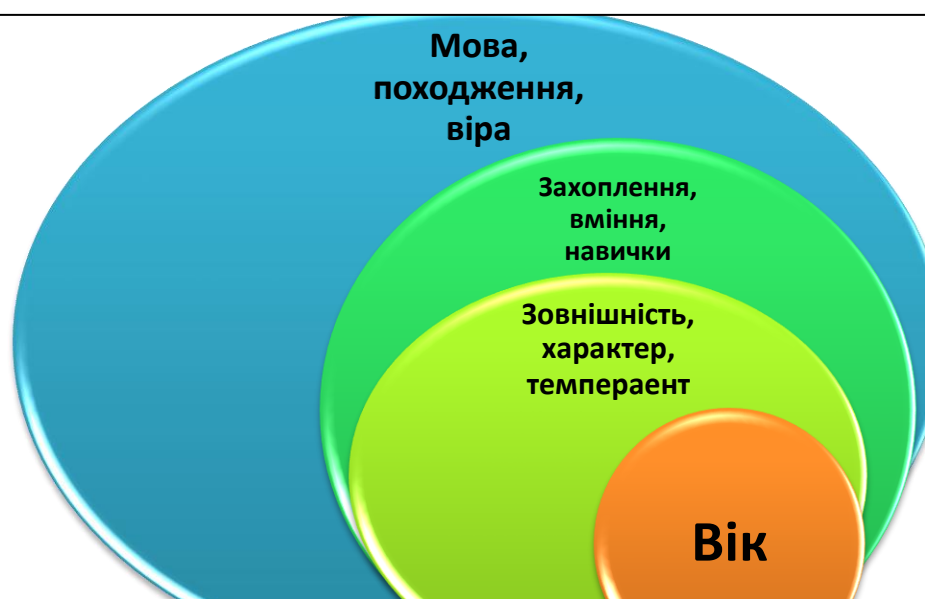 Мова,
походження,
віра
Захоплення,
вміння,
навички
Зовнішність,
характер,
темпераент
Вік